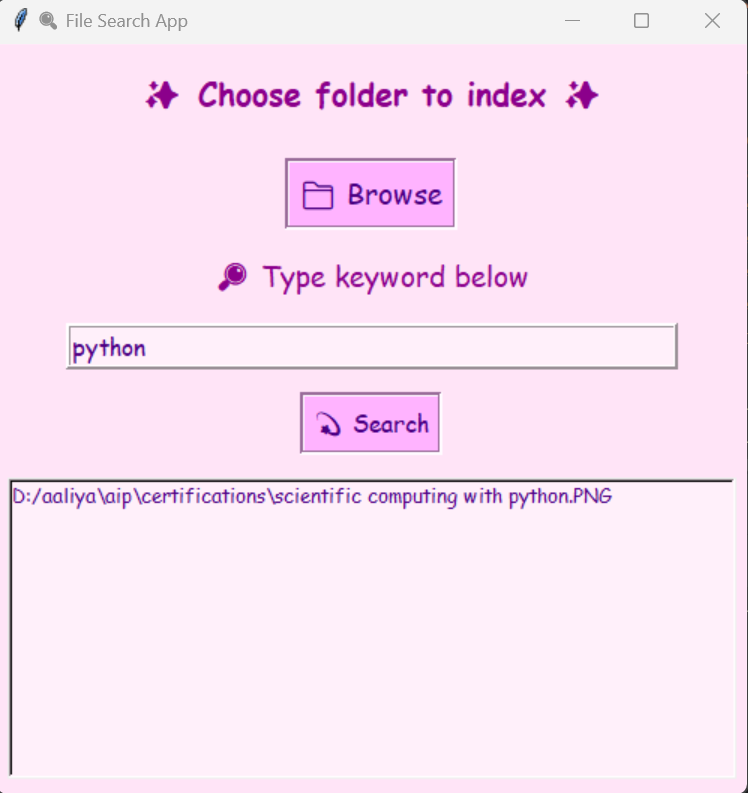 File Search App
Choose folder to index
Browse
Type keyword below
python
Search
D:/aaliya\aip\certifications\scientific computing with python.PNG